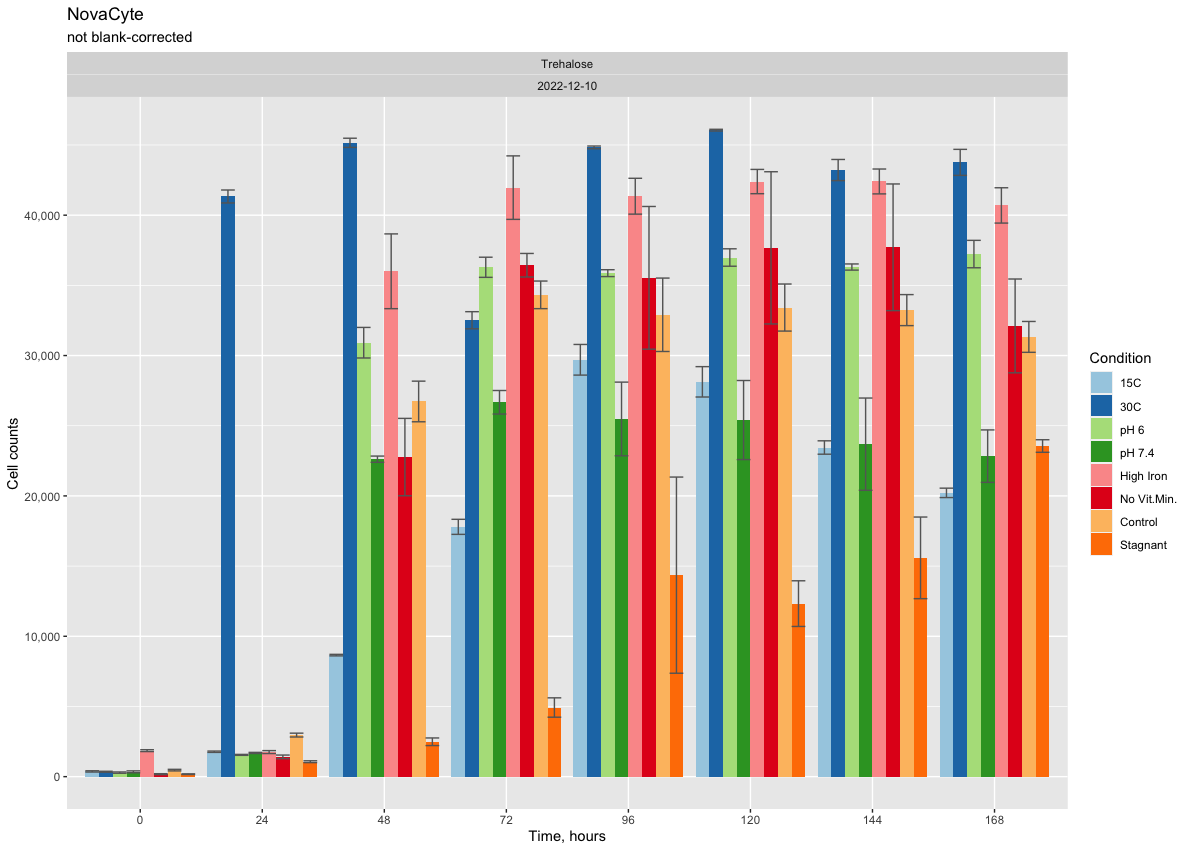 NovaCyte
not blank-corrected
Trehalose
2022-12-10
Cell counts
40,000
30,000
20,000
10,000
0
0 24 48 72 96 120 144 168
Time, hours
Condition
15C
30C
pH 6
pH 7.4
High Iron
No Vit.Min.
Control
Stagnant